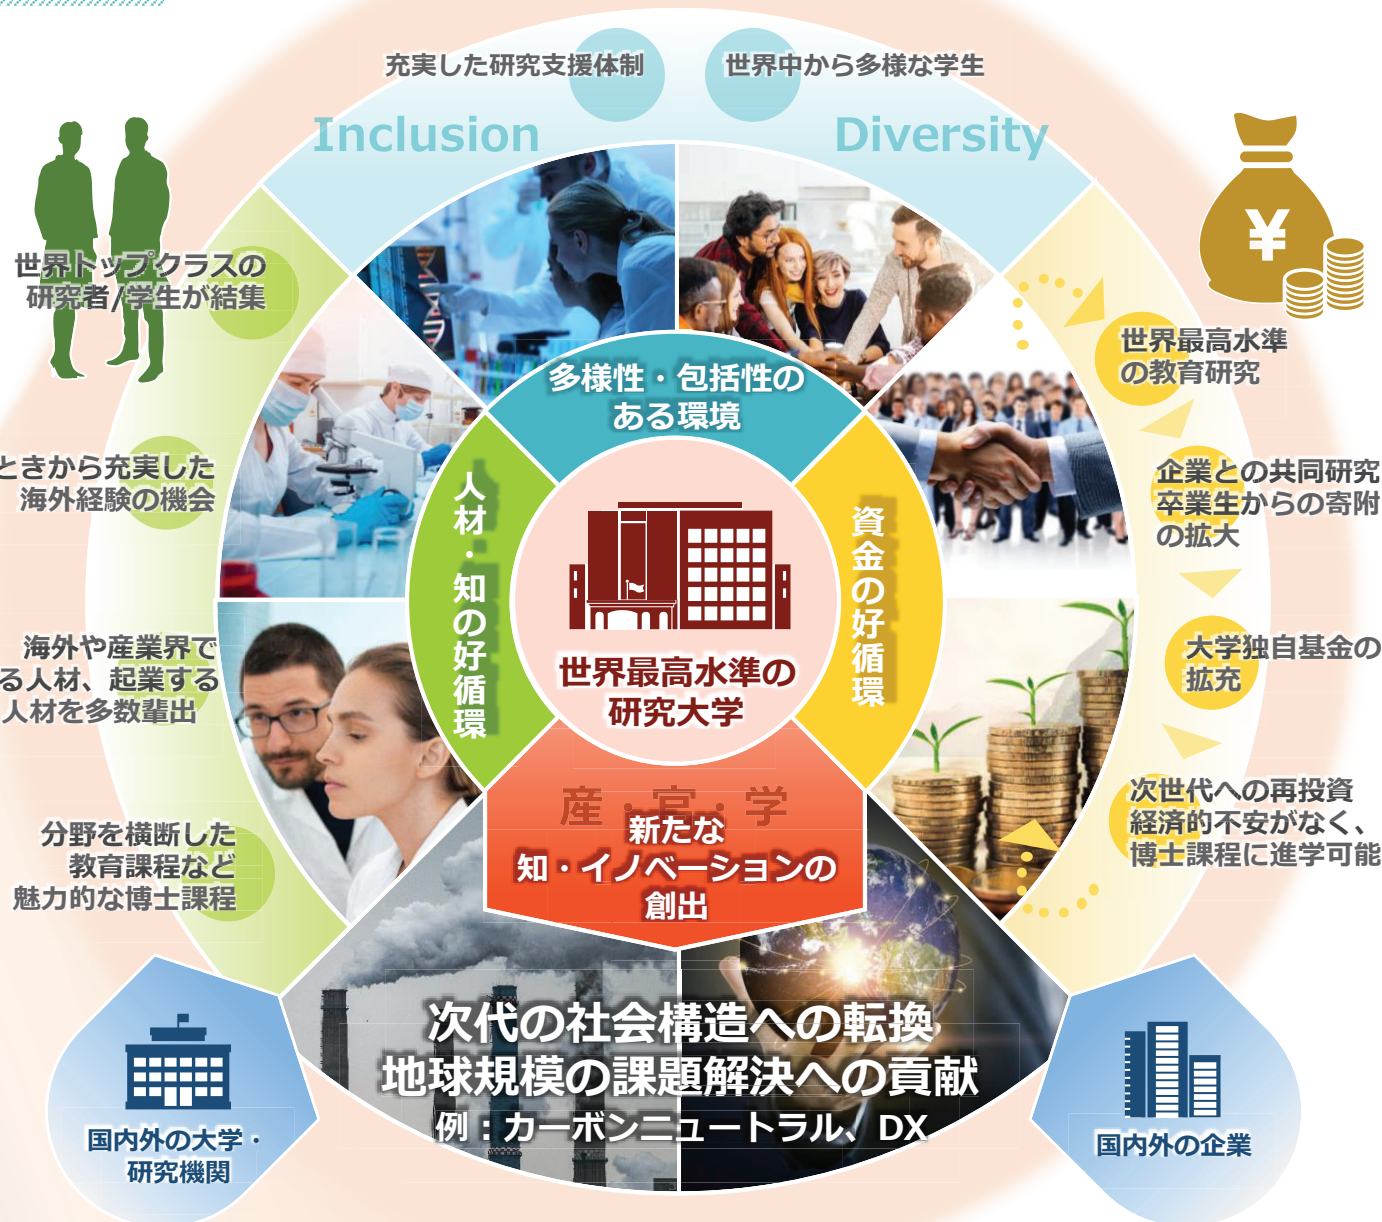 充実した研究支援体制
世界中から多様な学生
Inclusion
Diversity
¥
世界トップクラスの
研究者/学生が結集
世界最高水準
の教育研究
多様性・包括性の
ある環境
ときから充実した
海外経験の機会
企業との共同研究
卒業生からの寄附
の拡大
人材・知の好循環
資金の好循環
海外や産業界で
る人材、起業する
人材を多数輩出
大学独自基金の
拡充
世界最高水準の
研究大学
産・官・学
新たな
知・イノベーションの
創出
分野を横断した
教育課程など
魅力的な博士課程
次世代への再投資
経済的不安がなく、
博士課程に進学可能
次代の社会構造への転換
地球規模の課題解決への貢献
例：カーボンニュートラル、DX
国内外の大学・
研究機関
国内外の企業